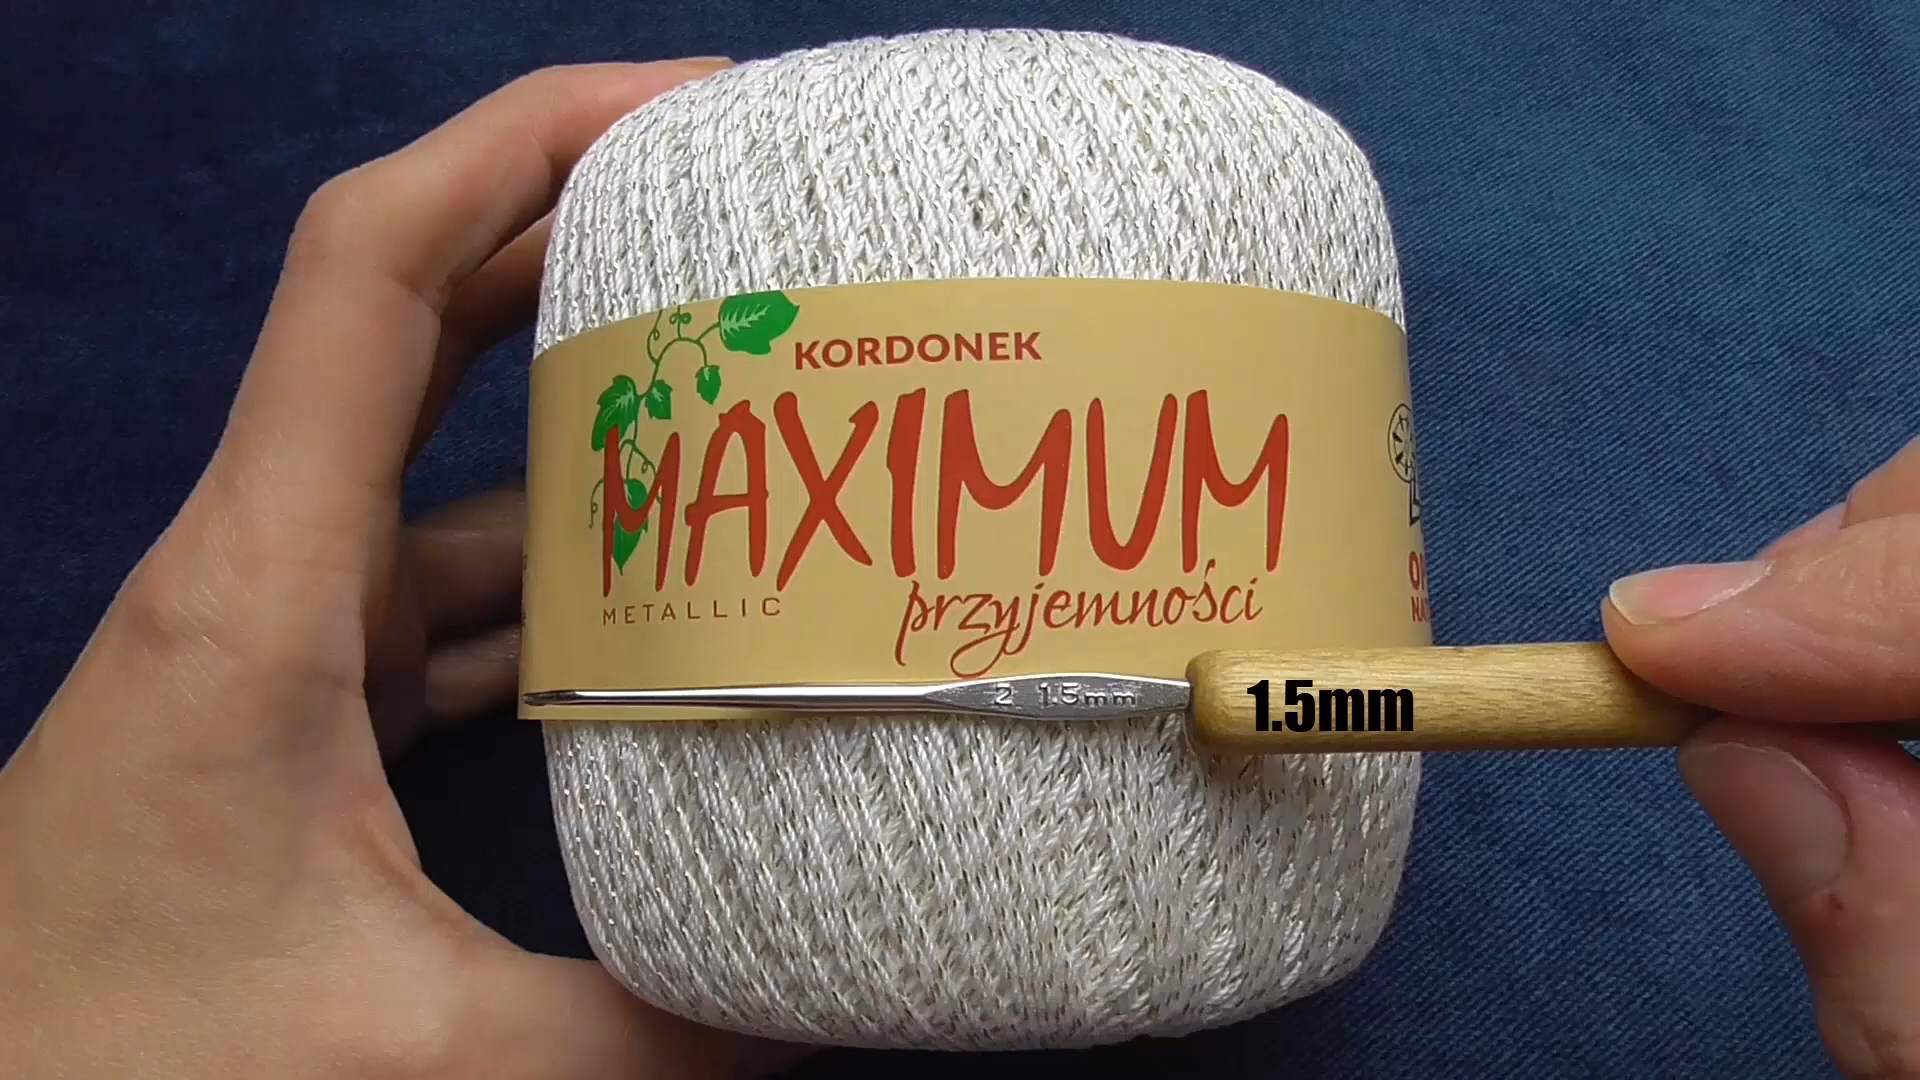 KORDONEK
MAXIMUM
METALLIC
przyjemności
2 1.5mm
1.5mm